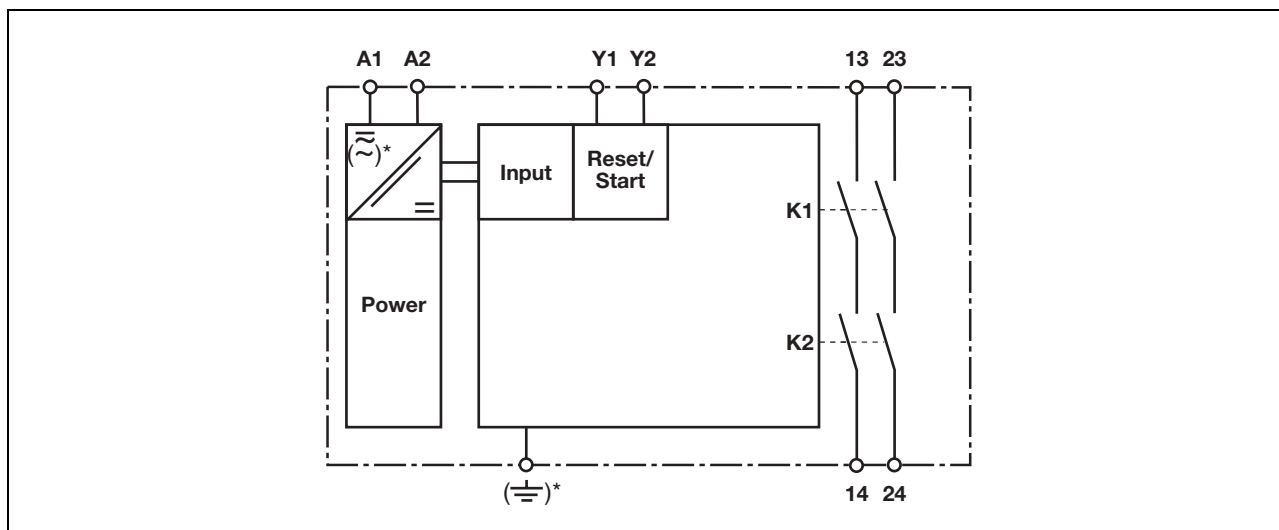 A1 A2 Y1 Y2 13 23
(~)*
Input
Reset/
Start
=
K1
Power
K2
( )*
14 24